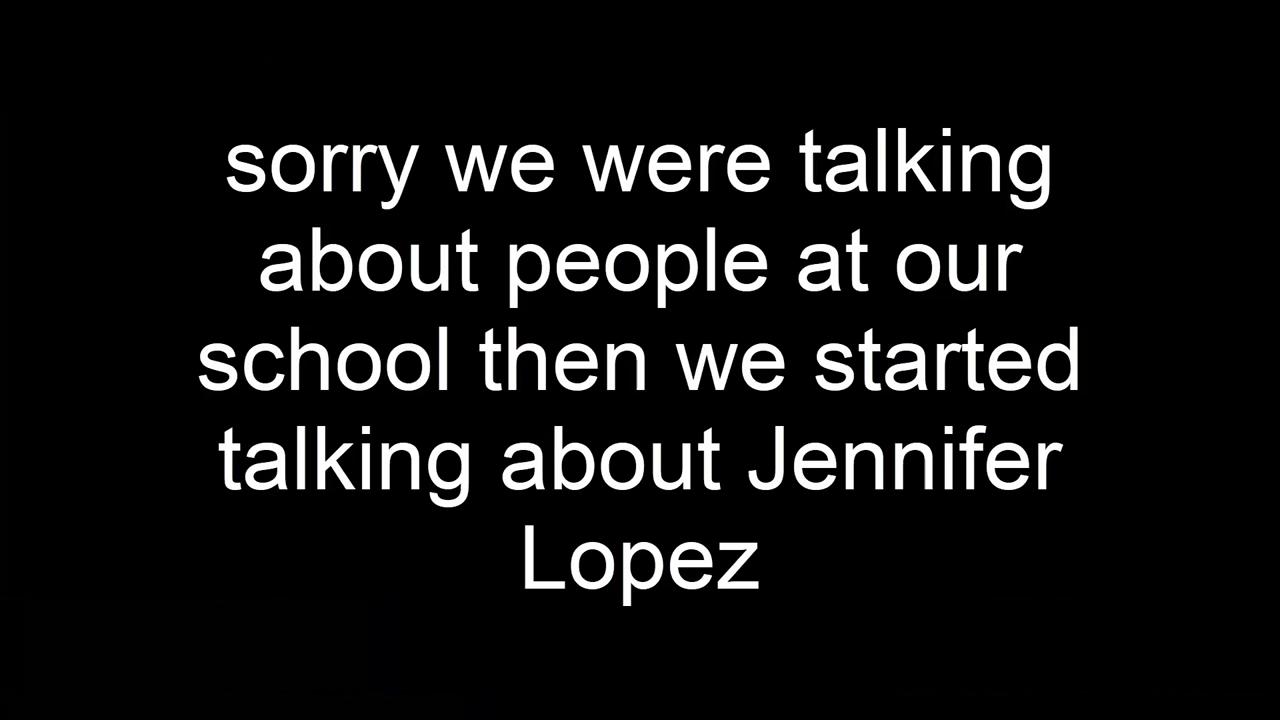 sorry we were talking
about people at our
school then we started
talking about Jennifer
Lopez